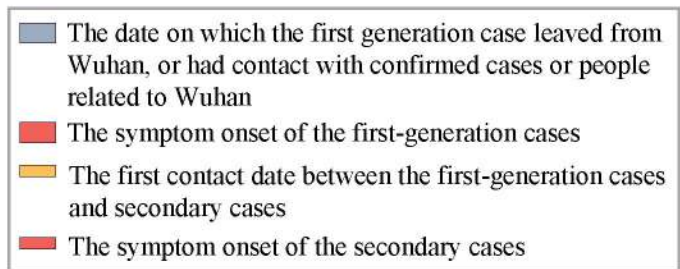 The date on which the first generation case leaved from
Wuhan, or had contact with confirmed cases or people
related to Wuhan
The symptom onset of the first-generation cases
The first contact date between the first-generation cases
and secondary cases
The symptom onset of the secondary cases